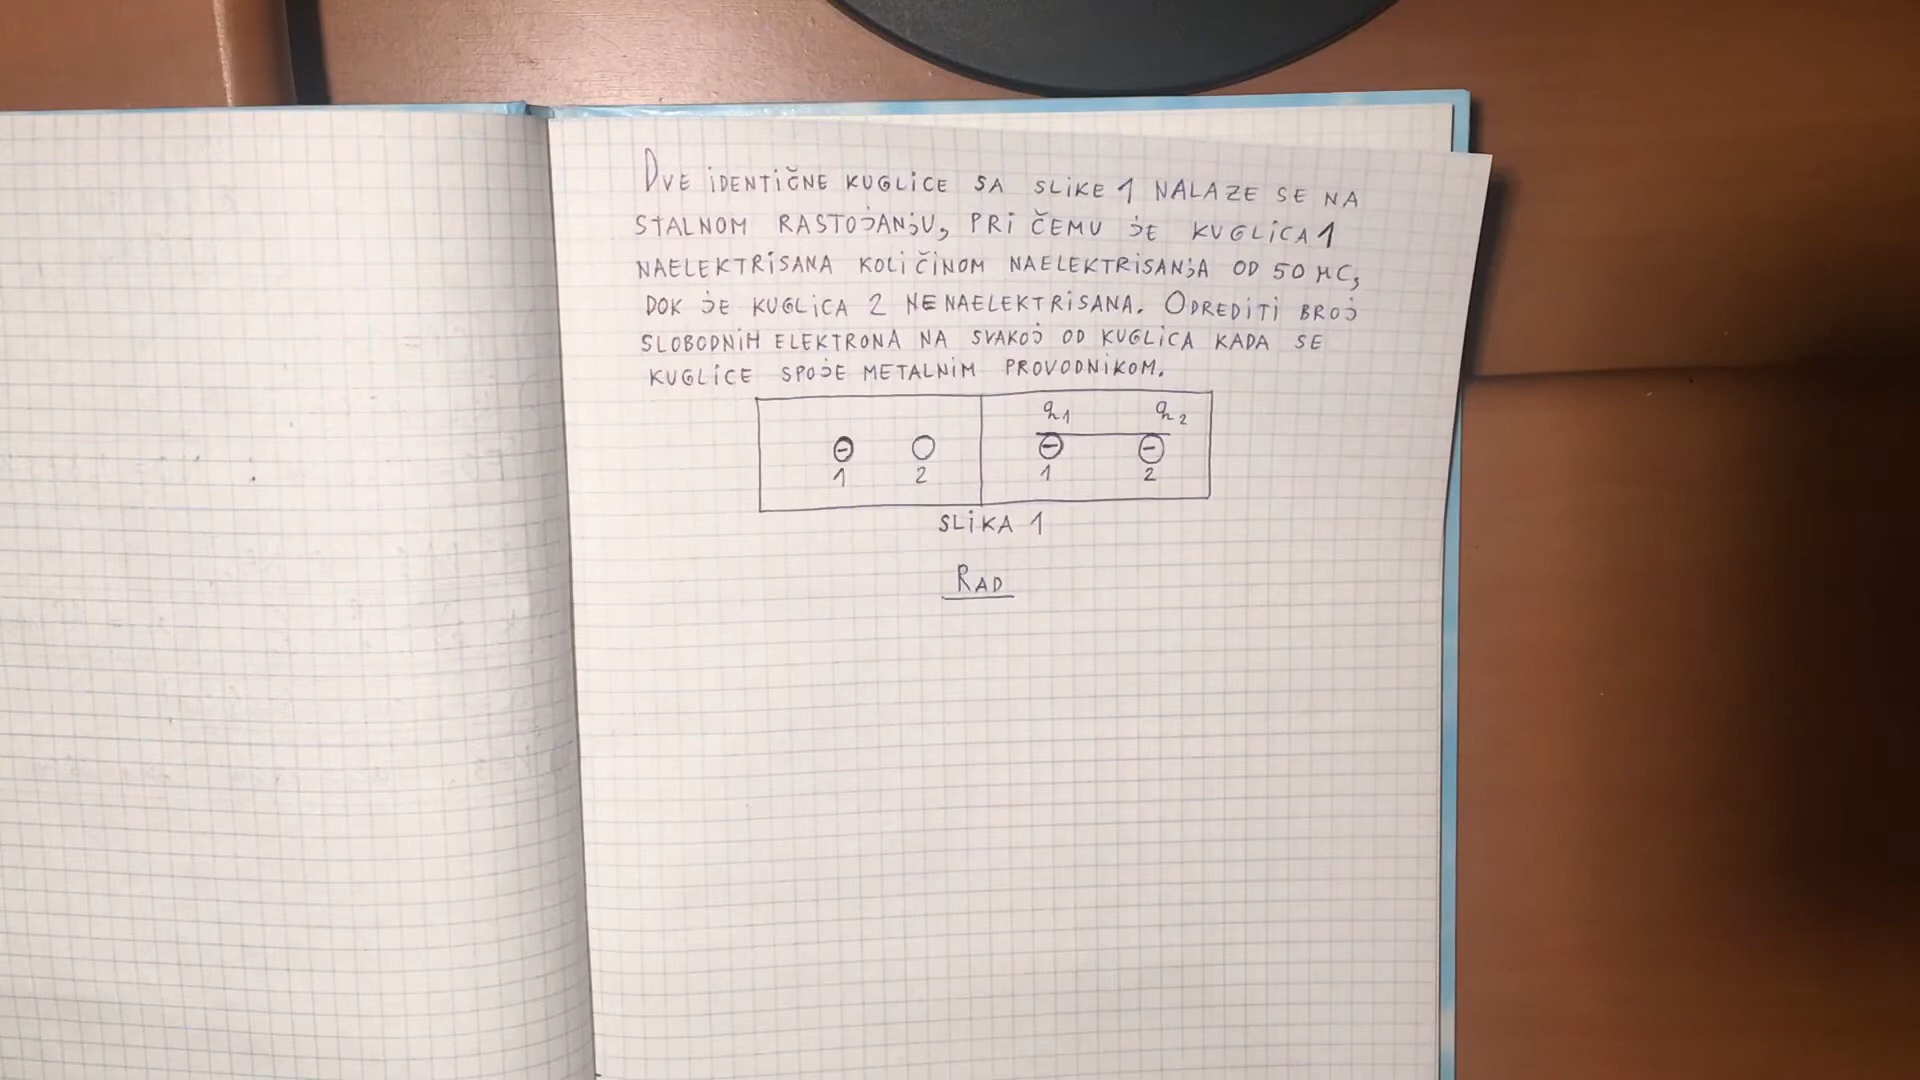 DVE IDENTIČNE KUGLICE SA SLIKE 1 NALAZE SE NA
STALNOM RASTOJANJU, PRI ČEMU JE KUGLICA 1
NAELEKTRISANA KOLIČINOM NAELEKTRISANJA OD 50 μC,
DOK JE KUGLICA 2 NENAELEKTRISANA. ODREDITI BROJ
SLOBODNIH ELEKTRONA NA SVAKOJ OD KUGLICA KADA SE
KUGLICE SPOJE METALNIM PROVODNIKOM.
q1 q2
− − −
1 2 1 2
SLIKA 1
RAD